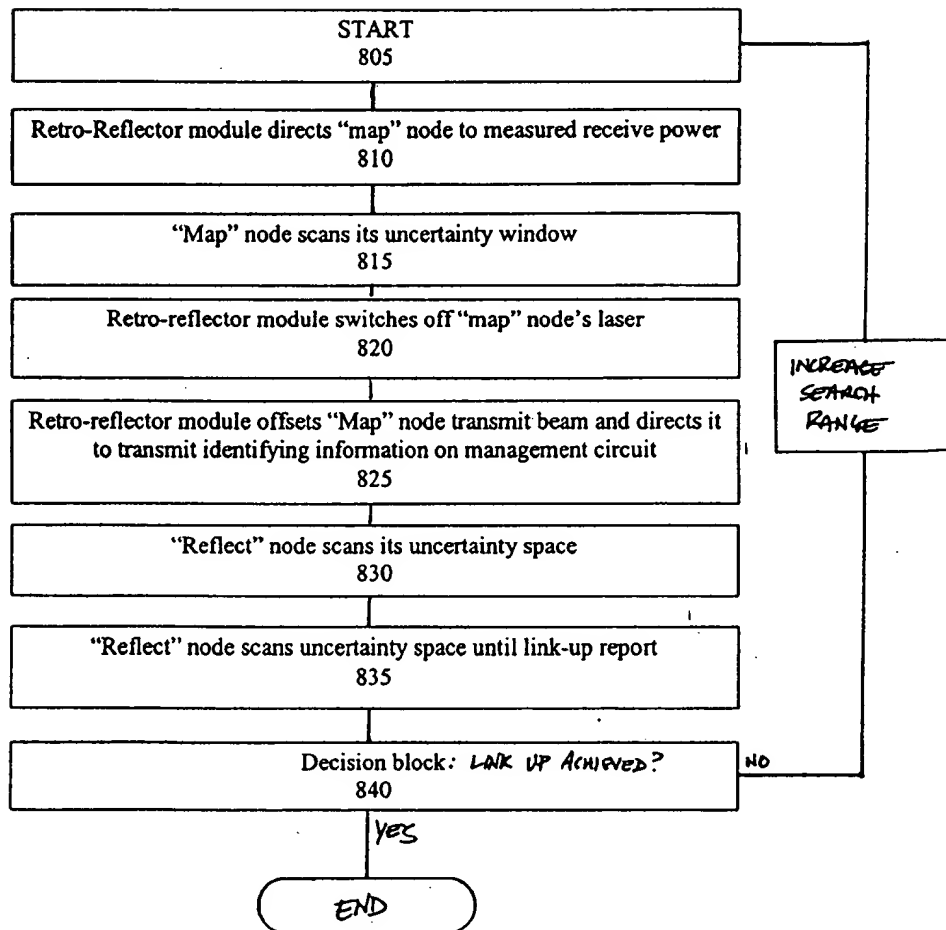 START
805
Retro-Reflector module directs “map” node to measured receive power
810
“Map” node scans its uncertainty window
815
Retro-reflector module switches off “map” node’s laser
820
INCREASE
SEARCH
RANGE
Retro-reflector module offsets “Map” node transmit beam and directs it
to transmit identifying information on management circuit
825
“Reflect” node scans its uncertainty space
830
“Reflect” node scans uncertainty space until link-up report
835
Decision block: LINK UP ACHIEVED?
840
NO
YES
END